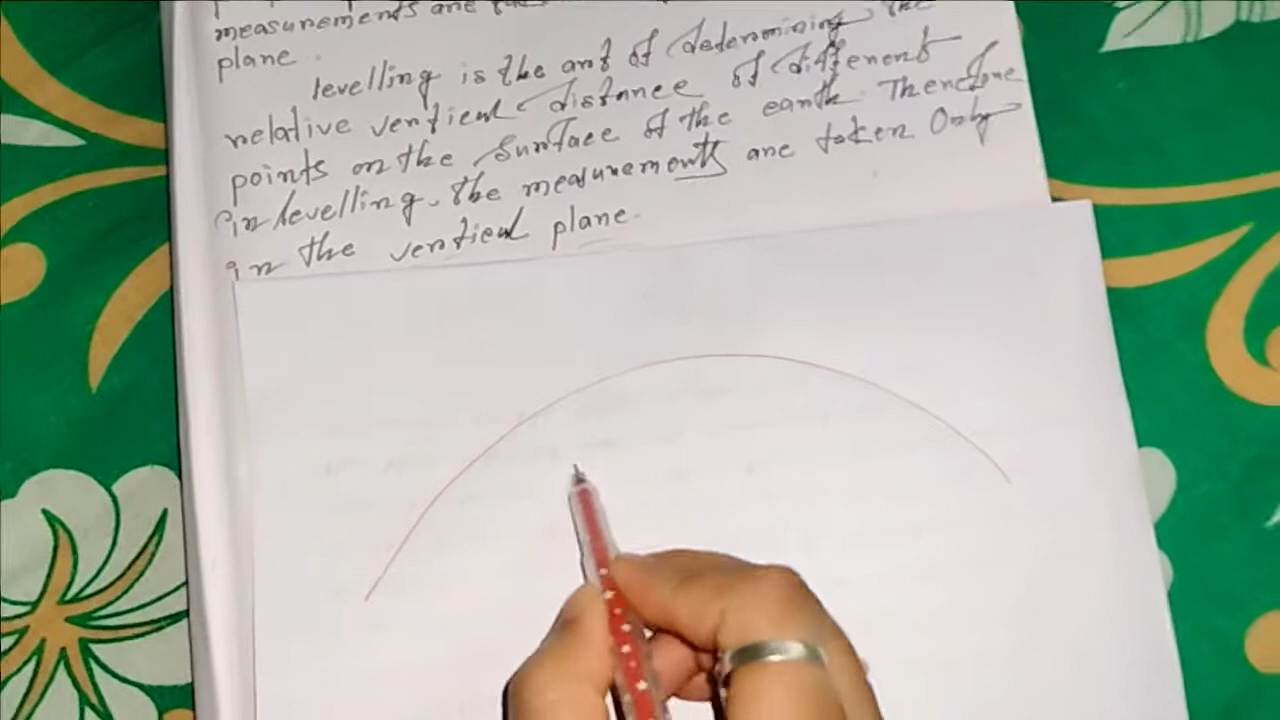 measurements are
plane.
levelling is the art of determining the
relative vertical distance of different
points on the surface of the earth. Therefore
in levelling, the measurements are taken Only
in the vertical plane.